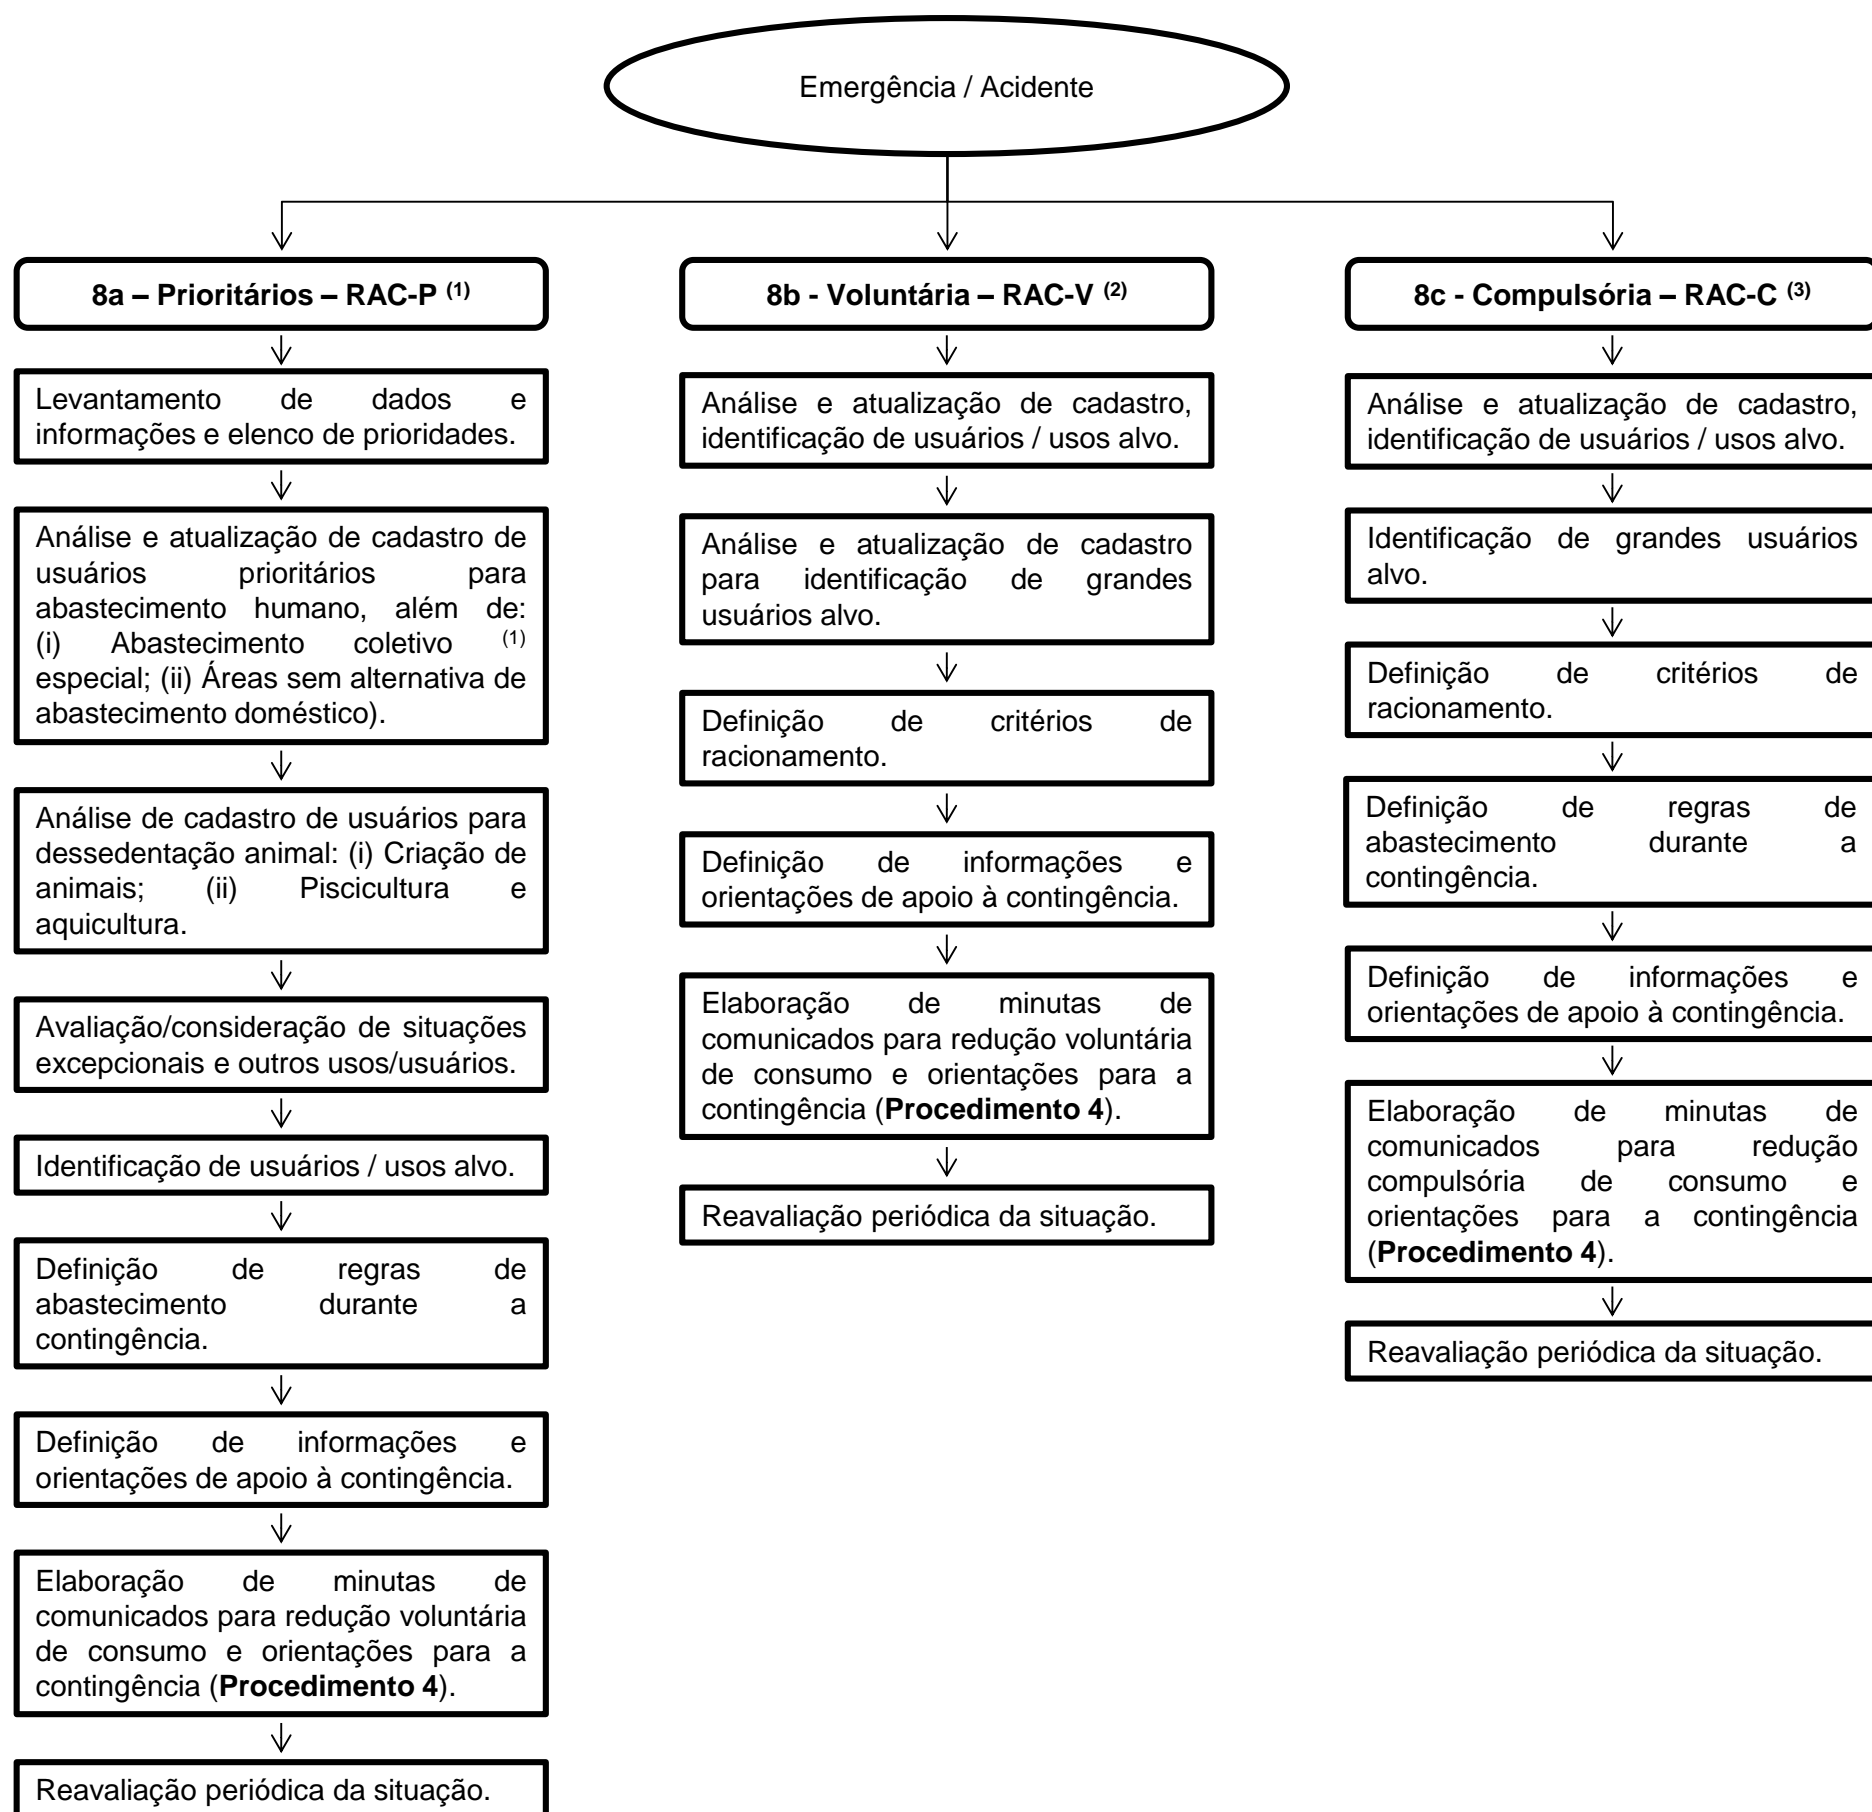 Emergência / Acidente
8a – Prioritários – RAC-P (1)
Levantamento de dados e
informações e elenco de prioridades.
Análise e atualização de cadastro de
usuários prioritários para
abastecimento humano, além de:
(i) Abastecimento coletivo (1)
especial; (ii) Áreas sem alternativa de
abastecimento doméstico).
Análise de cadastro de usuários para
dessedentação animal: (i) Criação de
animais; (ii) Piscicultura e
aquicultura.
Avaliação/consideração de situações
excepcionais e outros usos/usuários.
Identificação de usuários / usos alvo.
Definição de regras de
abastecimento durante a
contingência.
Definição de informações e
orientações de apoio à contingência.
Elaboração de minutas de
comunicados para redução voluntária
de consumo e orientações para a
contingência (Procedimento 4).
Reavaliação periódica da situação.
8b - Voluntária – RAC-V (2)
Análise e atualização de cadastro,
identificação de usuários / usos alvo.
Análise e atualização de cadastro
para identificação de grandes
usuários alvo.
Definição de critérios de
racionamento.
Definição de informações e
orientações de apoio à contingência.
Elaboração de minutas de
comunicados para redução voluntária
de consumo e orientações para a
contingência (Procedimento 4).
Reavaliação periódica da situação.
8c - Compulsória – RAC-C (3)
Análise e atualização de cadastro,
identificação de usuários / usos alvo.
Identificação de grandes usuários
alvo.
Definição de critérios de
racionamento.
Definição de regras de
abastecimento durante a
contingência.
Definição de informações e
orientações de apoio à contingência.
Elaboração de minutas de
comunicados para redução
compulsória de consumo e
orientações para a contingência
(Procedimento 4).
Reavaliação periódica da situação.